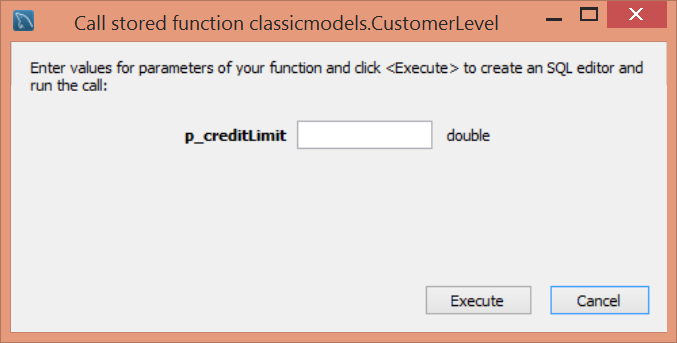 Call stored function classicmodels.CustomerLevel
Enter values for parameters of your function and click <Execute> to create an SQL editor and
run the call:
p_creditLimit double
Execute Cancel